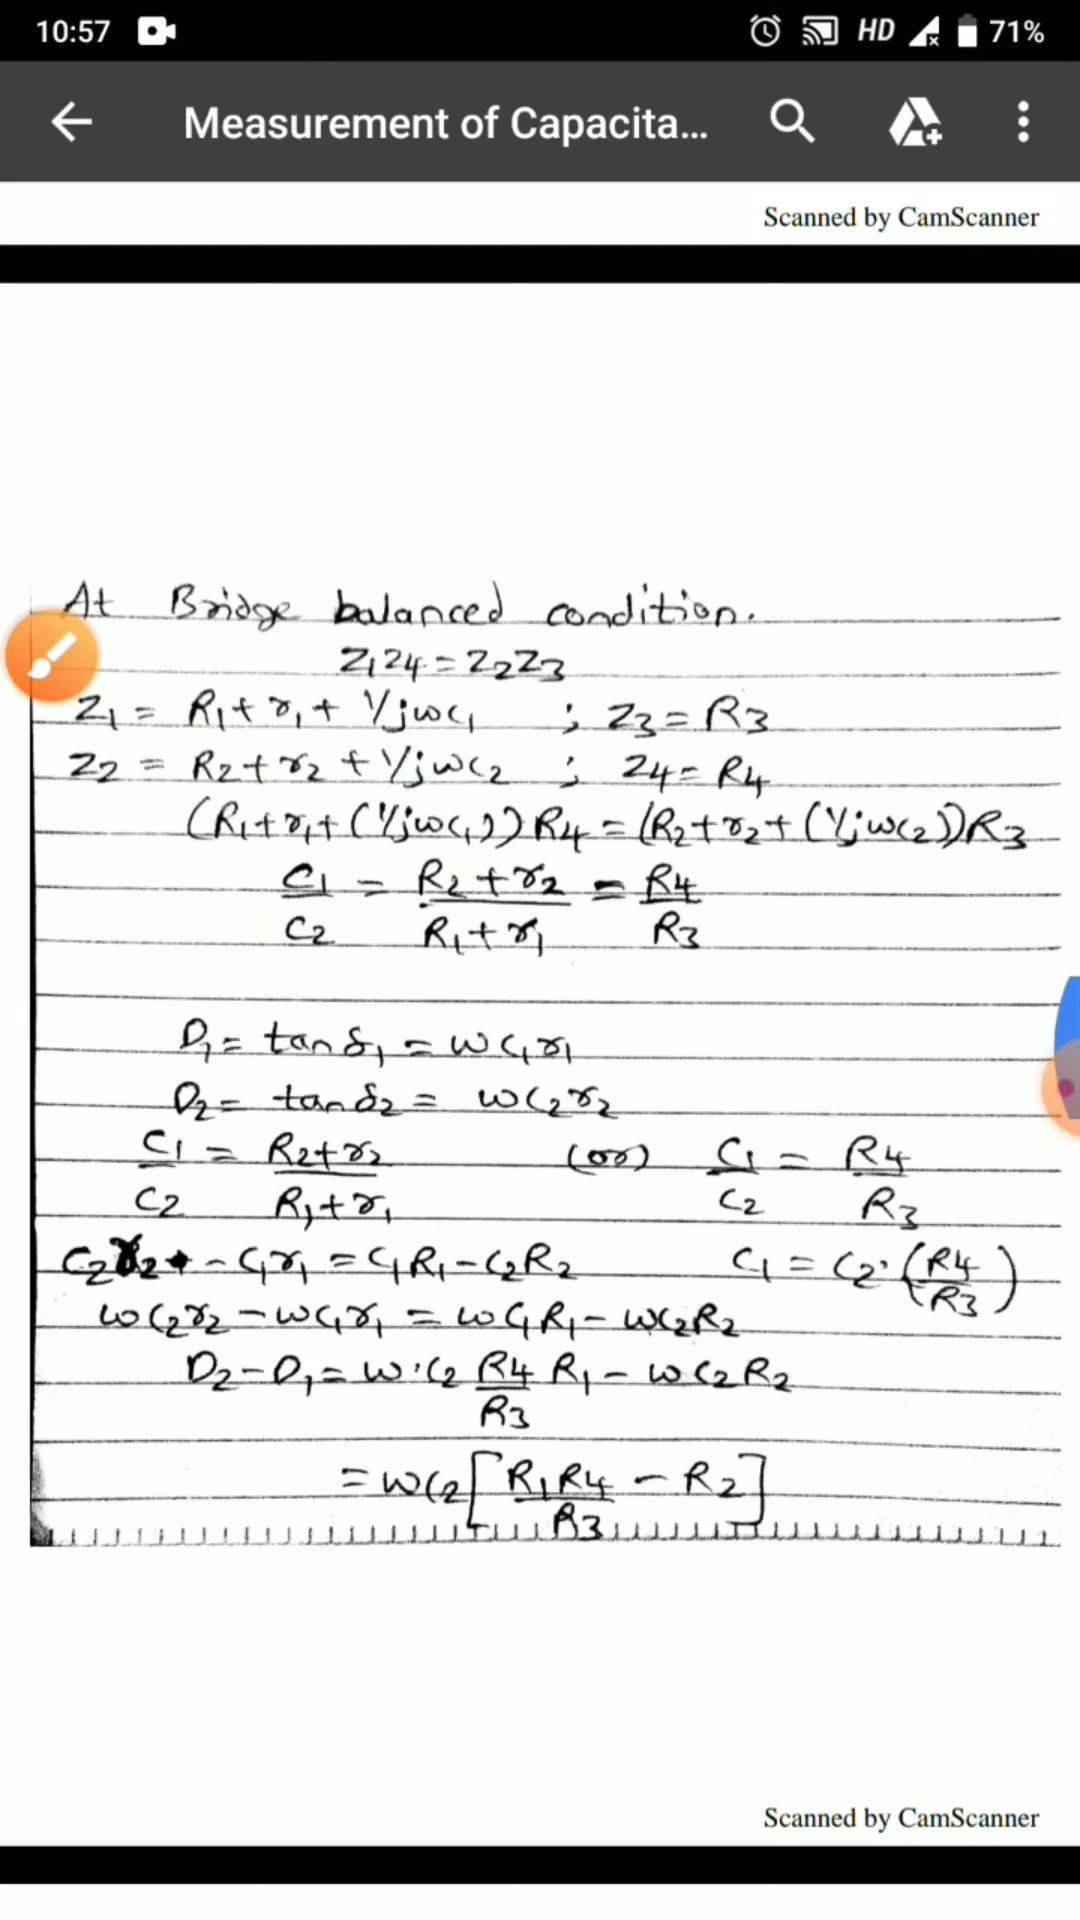 10:57 HD 71%
Measurement of Capacita...
Scanned by CamScanner
At Bridge balanced condition.
Z1Z4 = Z2Z3
Z1 = R1 + r1 + 1/jωC1 ; Z3 = R3
Z2 = R2 + r2 + 1/jωC2 ; Z4 = R4
(R1 + r1 + (1/jωC1)) R4 = (R2 + r2 + (1/jωC2)) R3
C1/C2 = (R2 + r2)/(R1 + r1) = R4/R3
D1 = tan δ1 = ωC1r1
D2 = tan δ2 = ωC2r2
C1/C2 = (R2 + r2)/(R1 + r1) (or) C1/C2 = R4/R3
C2r2 - C1r1 = C1R1 - C2R2 C1 = C2·(R4/R3)
ωC2r2 - ωC1r1 = ωC1R1 - ωC2R2
D2 - D1 = ω·C2 R4/R3 R1 - ωC2R2
= ωC2 [R1R4/R3 - R2]
Scanned by CamScanner